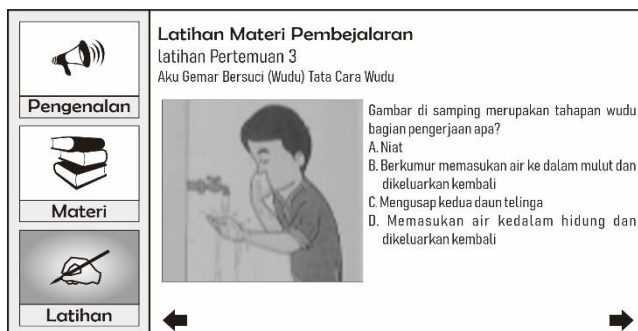 Pengenalan
Materi
Latihan
Latihan Materi Pembejalaran
latihan Pertemuan 3
Aku Gemar Bersuci (Wudu) Tata Cara Wudu
Gambar di samping merupakan tahapan wudu
bagian pengerjaan apa?
A. Niat
B. Berkumur memasukan air ke dalam mulut dan
dikeluarkan kembali
C. Mengusap kedua daun telinga
D. Memasukan air kedalam hidung dan
dikeluarkan kembali